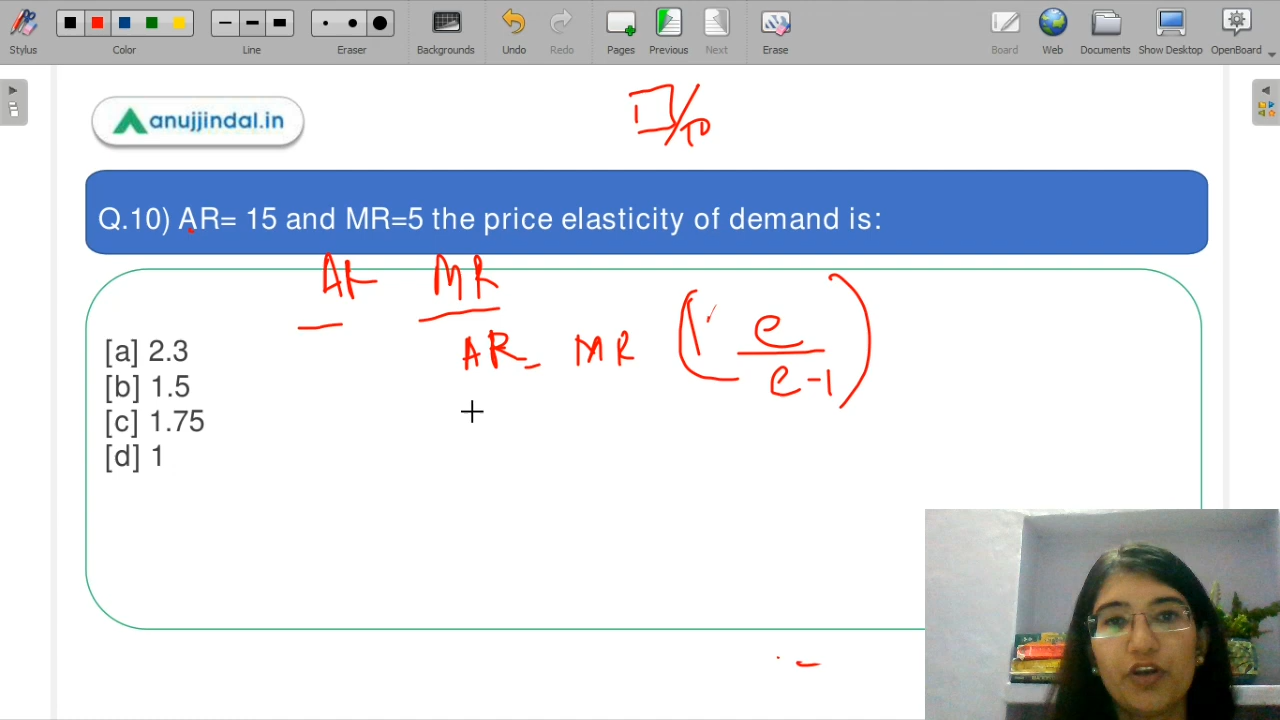 Stylus
Color
Line
Eraser
Backgrounds
Undo
Redo
Pages
Previous
Next
Erase
Board
Web
Documents
Show Desktop
OpenBoard
anujjindal.in
Q.10) AR= 15 and MR=5 the price elasticity of demand is:
AR MR
AR = MR ( e
e-1 )
[a] 2.3
[b] 1.5
[c] 1.75
[d] 1